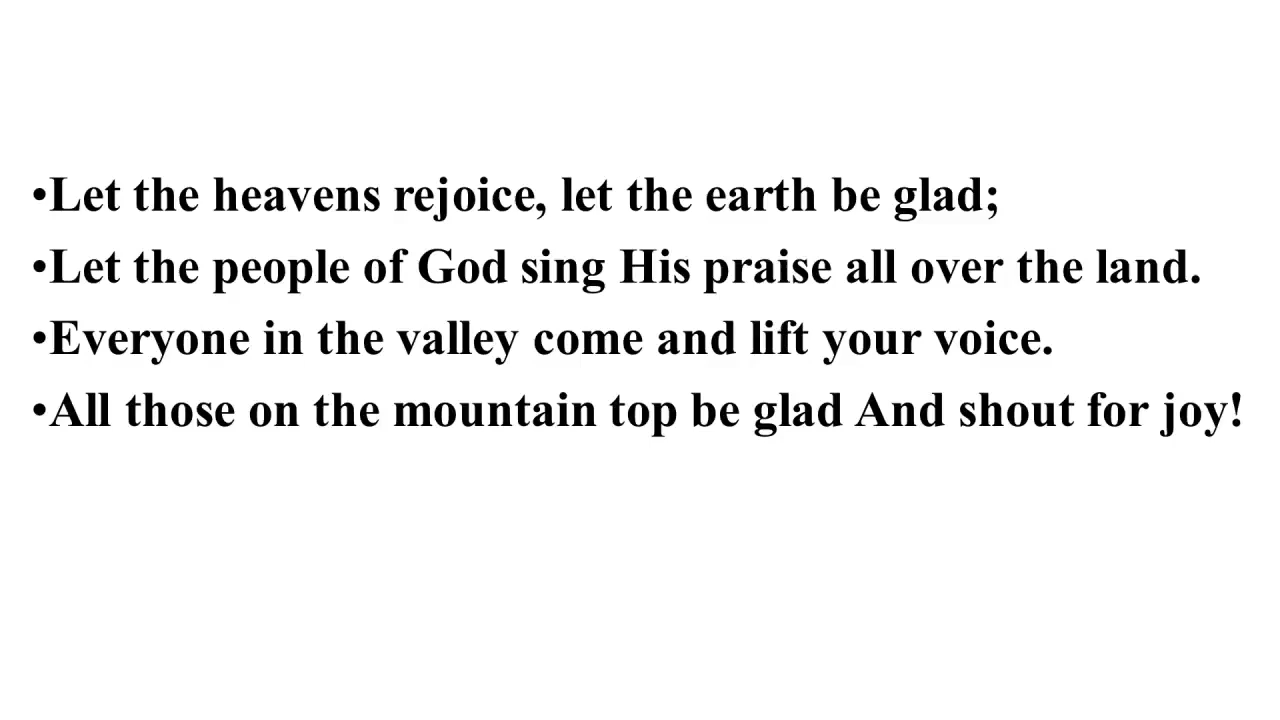 •Let the heavens rejoice, let the earth be glad;
•Let the people of God sing His praise all over the land.
•Everyone in the valley come and lift your voice.
•All those on the mountain top be glad And shout for joy!